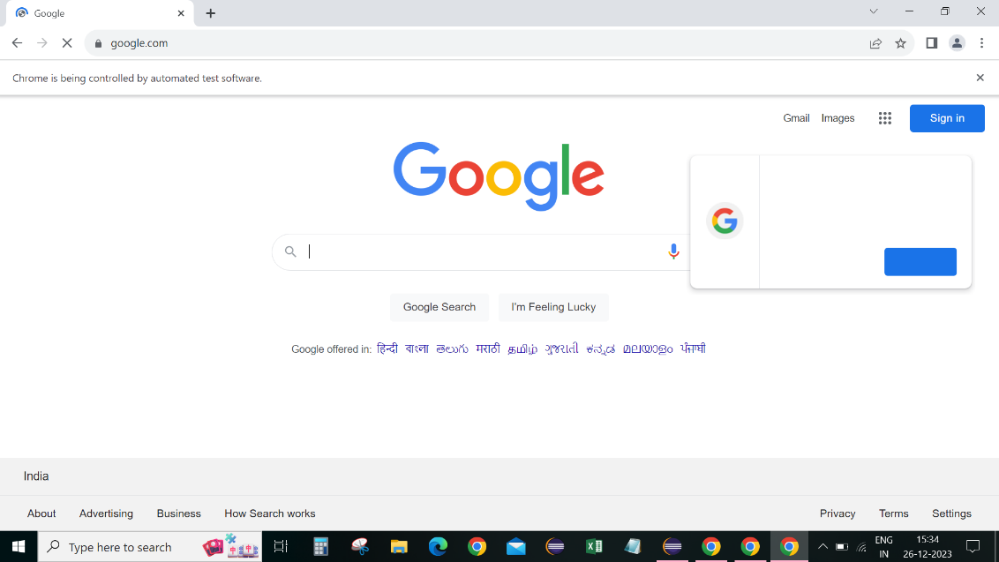 Google
google.com
Chrome is being controlled by automated test software.
Gmail Images Sign in
Google
Google Search I'm Feeling Lucky
Google offered in: हिन्दी বাংলা తెలుగు मराठी தமிழ் ગુજરાતી ಕನ್ನಡ മലയാളം ਪੰਜਾਬੀ
India
About Advertising Business How Search works Privacy Terms Settings
Type here to search
ENG
IN
15:34
26-12-2023